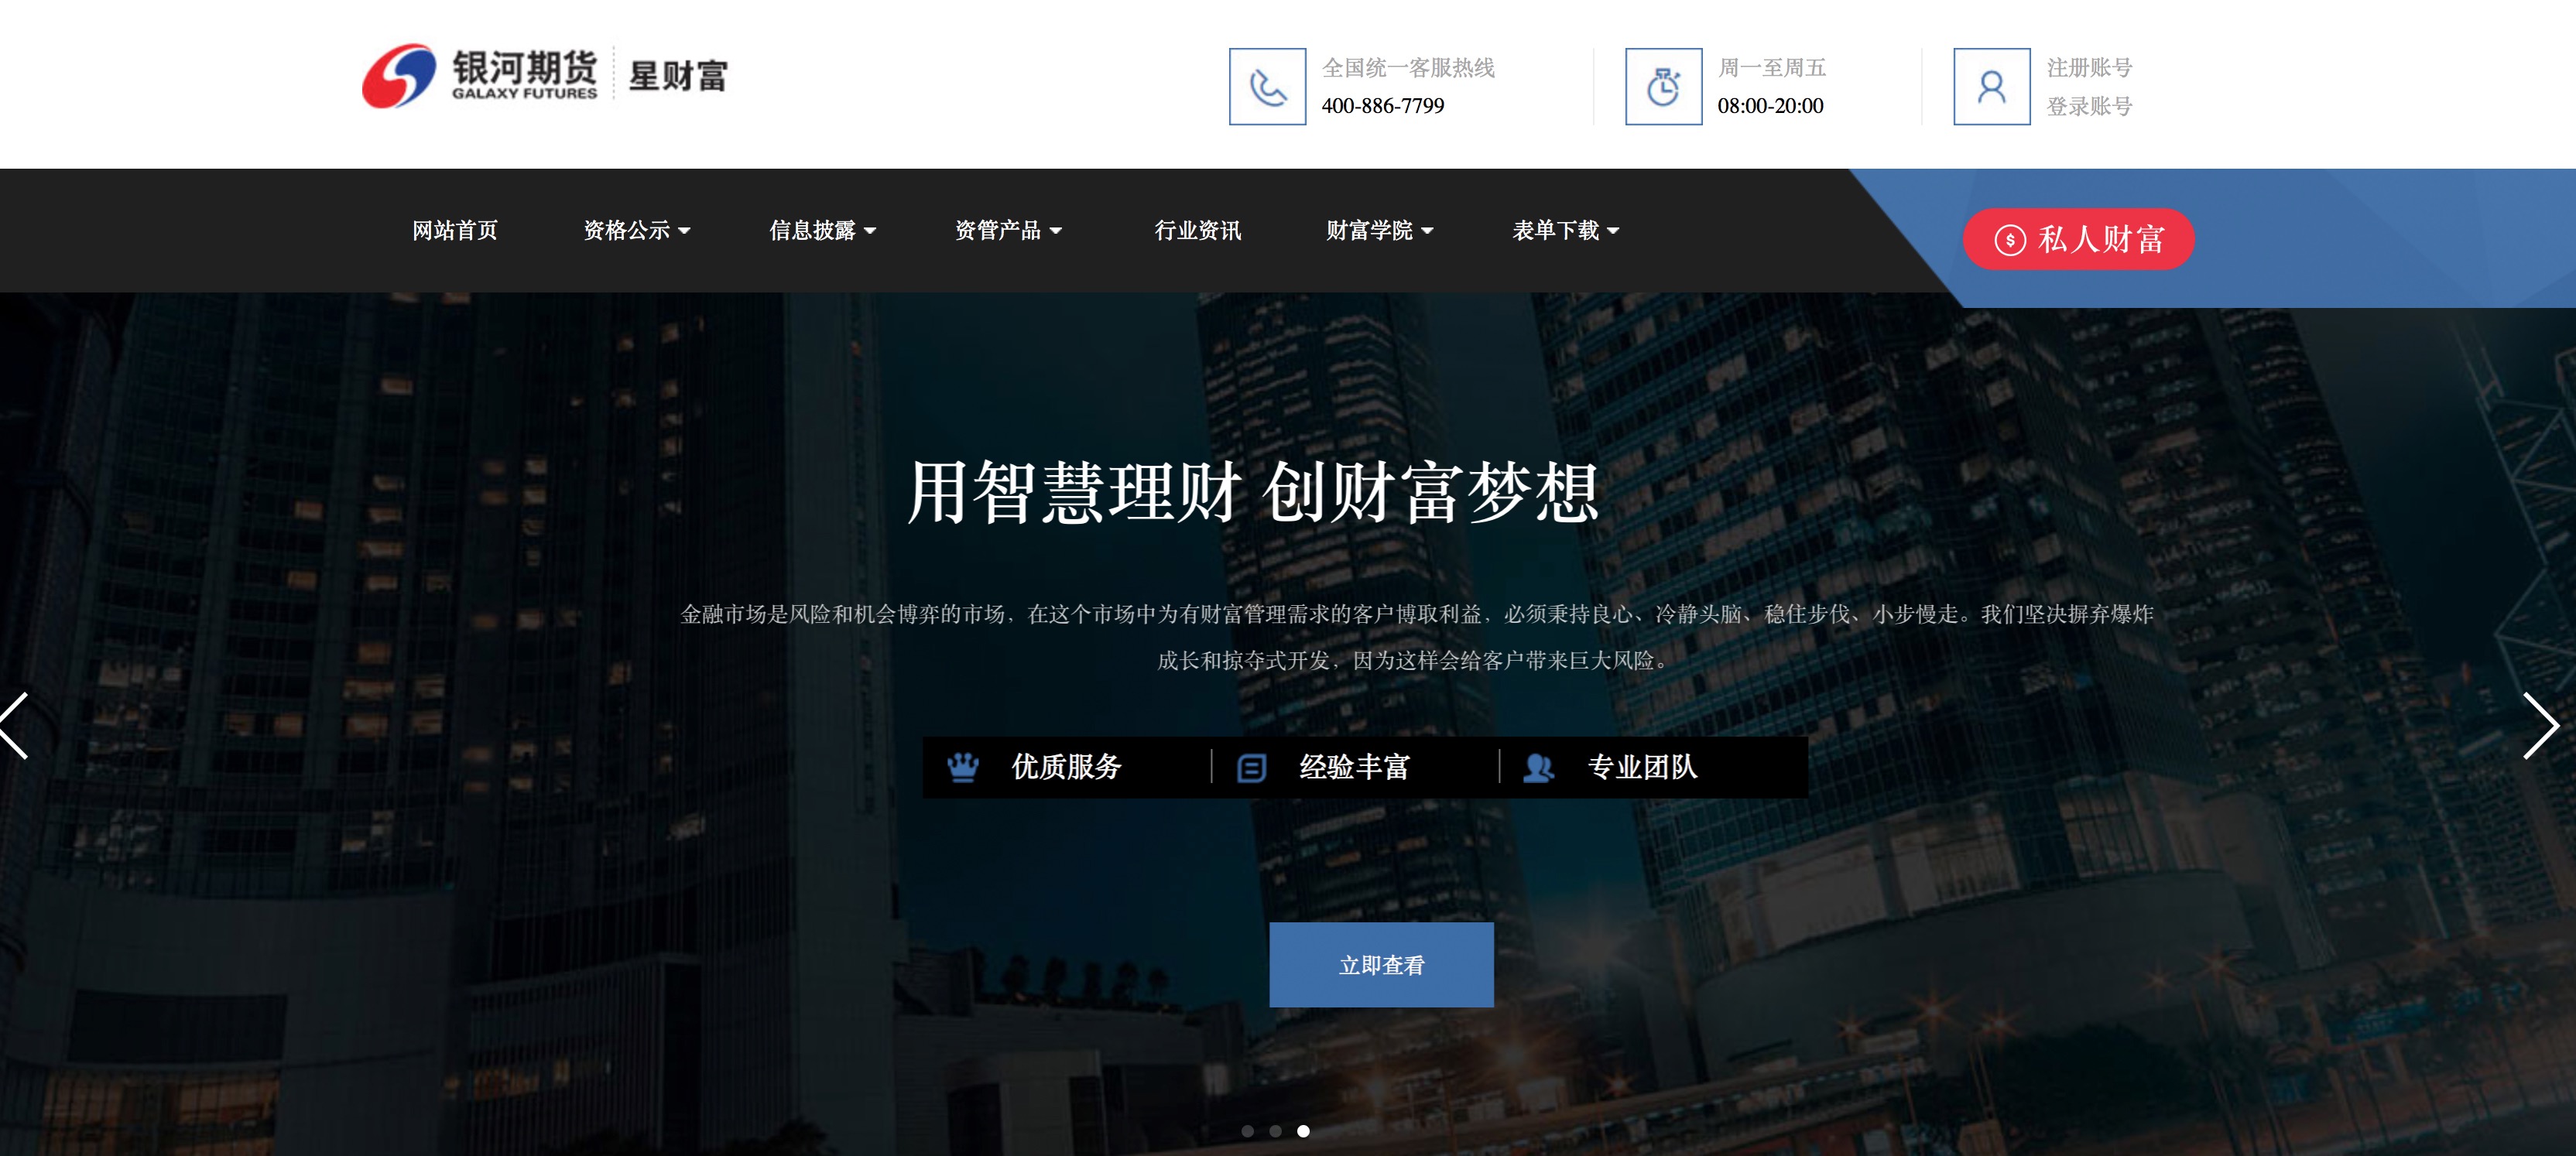 银河期货
GALAXY FUTURES
星财富
全国统一客服热线
400-886-7799
周一至周五
08:00-20:00
注册账号
登录账号
网站首页 资格公示 信息披露 资管产品 行业资讯 财富学院 表单下载
私人财富
用智慧理财 创财富梦想
金融市场是风险和机会博弈的市场，在这个市场中为有财富管理需求的客户博取利益，必须秉持良心、冷静头脑、稳住步伐、小步慢走。我们坚决摒弃爆炸
成长和掠夺式开发，因为这样会给客户带来巨大风险。
优质服务 经验丰富 专业团队
立即查看